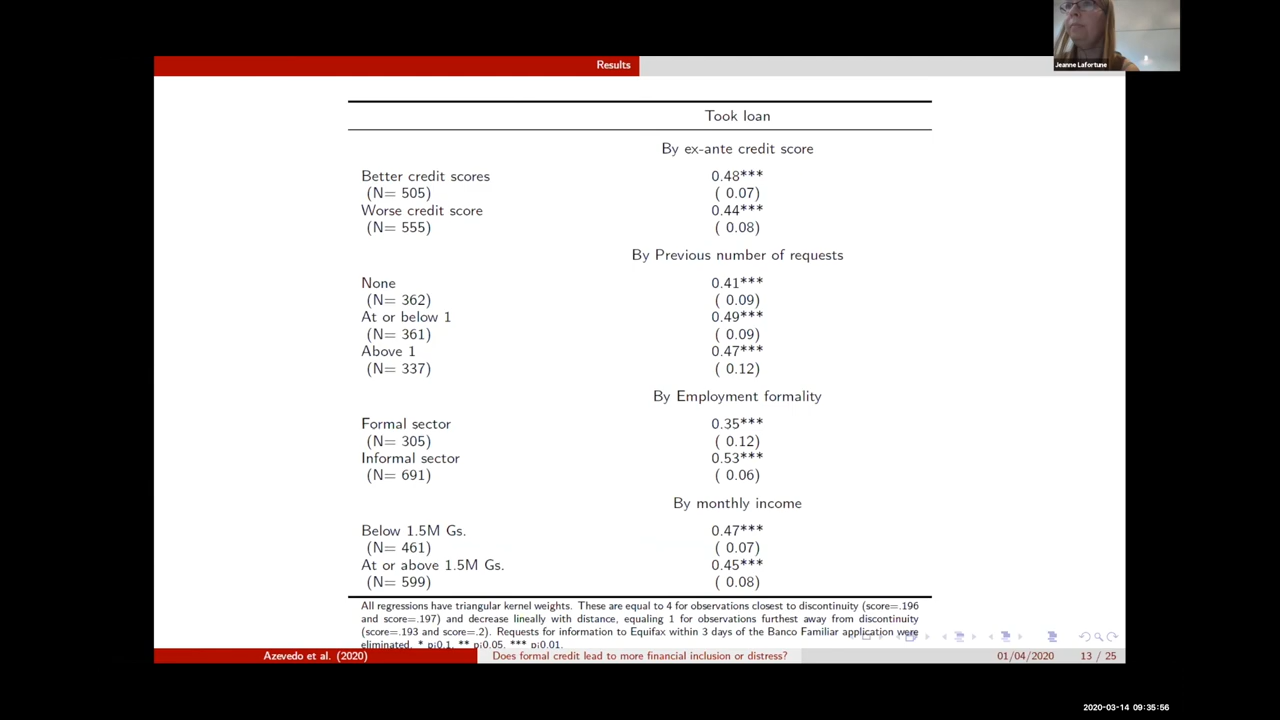 Jeanne Lafortune
Results
Took loan
By ex-ante credit score
Better credit scores 0.48***
(N= 505) ( 0.07)
Worse credit score 0.44***
(N= 555) ( 0.08)
By Previous number of requests
None 0.41***
(N= 362) ( 0.09)
At or below 1 0.49***
(N= 361) ( 0.09)
Above 1 0.47***
(N= 337) ( 0.12)
By Employment formality
Formal sector 0.35***
(N= 305) ( 0.12)
Informal sector 0.53***
(N= 691) ( 0.06)
By monthly income
Below 1.5M Gs. 0.47***
(N= 461) ( 0.07)
At or above 1.5M Gs. 0.45***
(N= 599) ( 0.08)
All regressions have triangular kernel weights. These are equal to 4 for observations closest to discontinuity (score=.196
and score=.197) and decrease lineally with distance, equaling 1 for observations furthest away from discontinuity
(score=.193 and score=.2). Requests for information to Equifax within 3 days of the Banco Familiar application were
eliminated. * p¡0.1, ** p¡0.05, *** p¡0.01.
Azevedo et al. (2020) Does formal credit lead to more financial inclusion or distress? 01/04/2020 13 / 25
2020-03-14 09:35:56